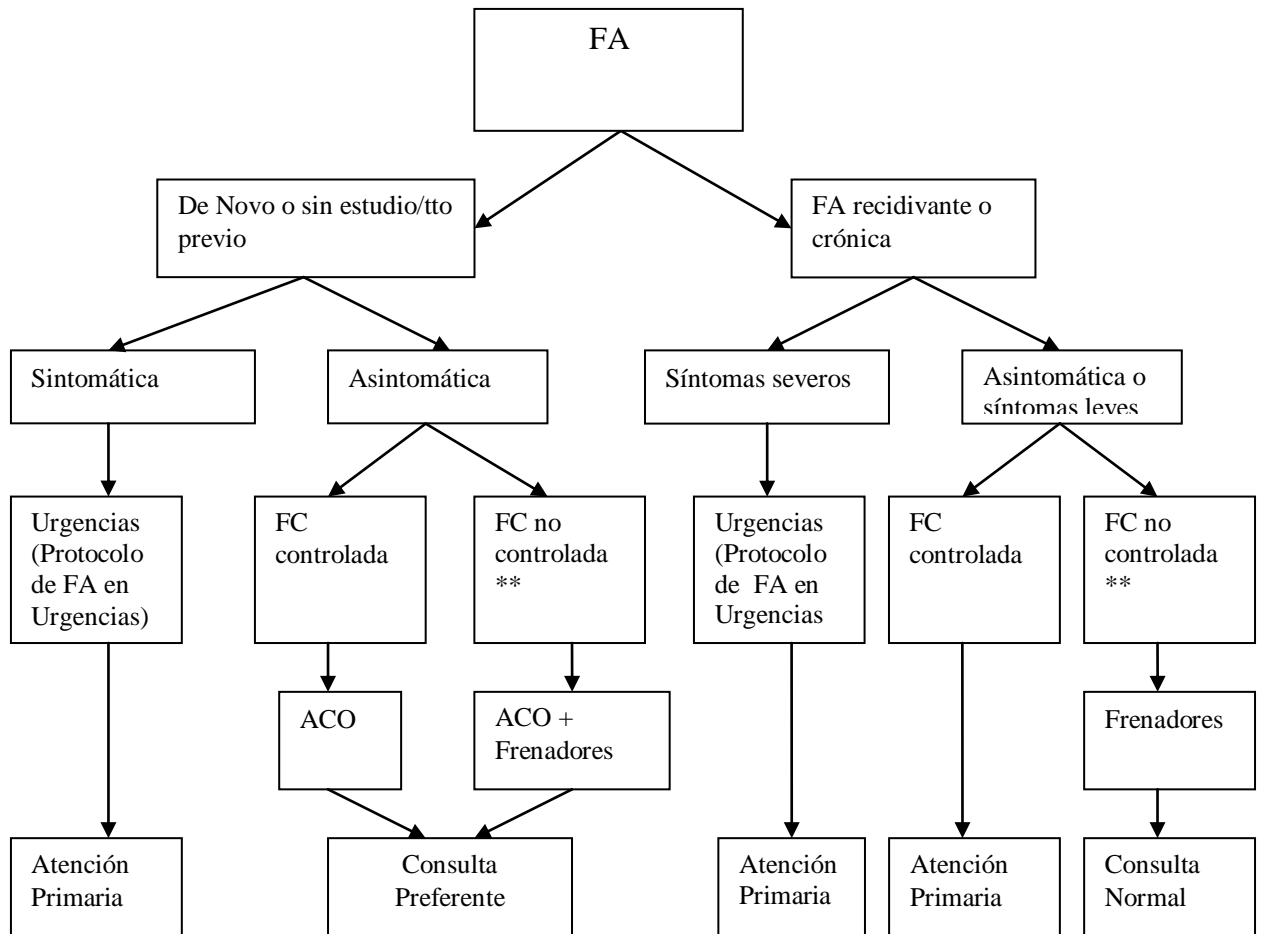 FA
De Novo o sin estudio/tto
previo
FA recidivante o
crónica
Sintomática
Asintomática
Síntomas severos
Asintomática o
síntomas leves
Urgencias
(Protocolo
de FA en
Urgencias)
FC
controlada
FC no
controlada
**
Urgencias
(Protocolo
de FA en
Urgencias
FC
controlada
FC no
controlada
**
ACO
ACO +
Frenadores
Frenadores
Atención
Primaria
Consulta
Preferente
Atención
Primaria
Atención
Primaria
Consulta
Normal